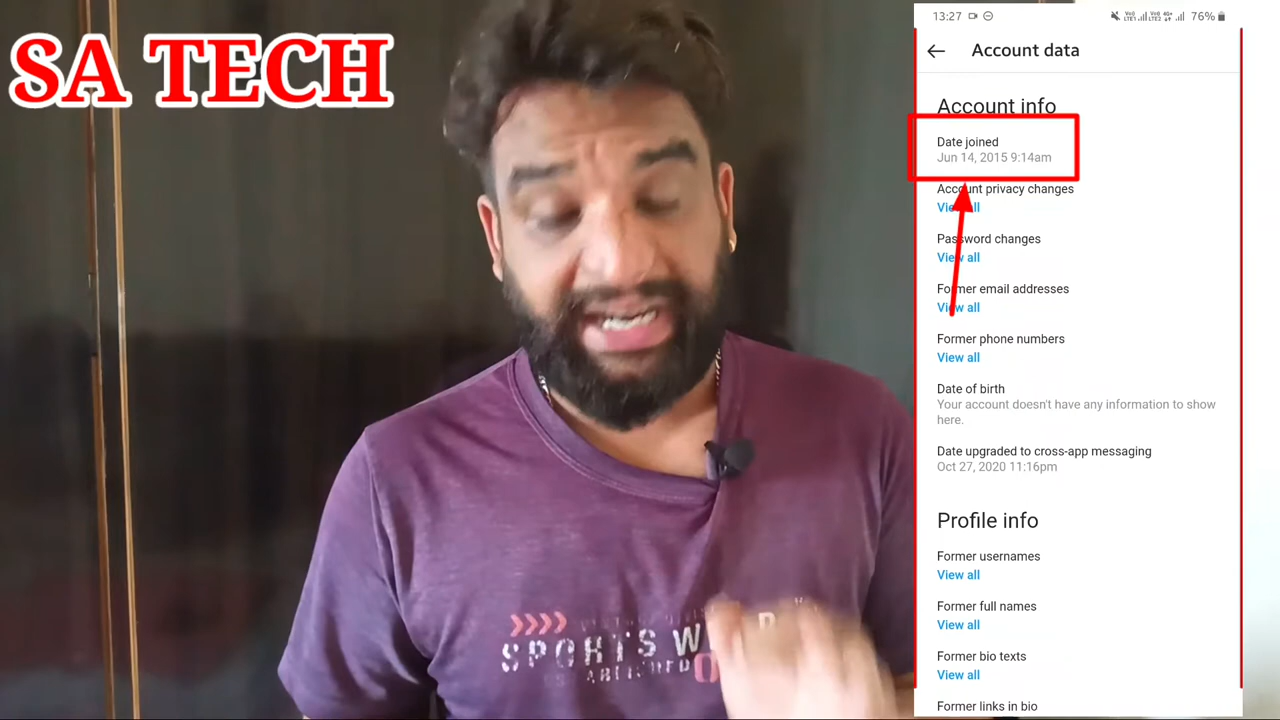 SA TECH
13:27
76%
Account data
Account info
Date joined
Jun 14, 2015 9:14am
Account privacy changes
View all
Password changes
View all
Former email addresses
View all
Former phone numbers
View all
Date of birth
Your account doesn't have any information to show
here.
Date upgraded to cross-app messaging
Oct 27, 2020 11:16pm
Profile info
Former usernames
View all
Former full names
View all
Former bio texts
View all
Former links in bio
SPORTS